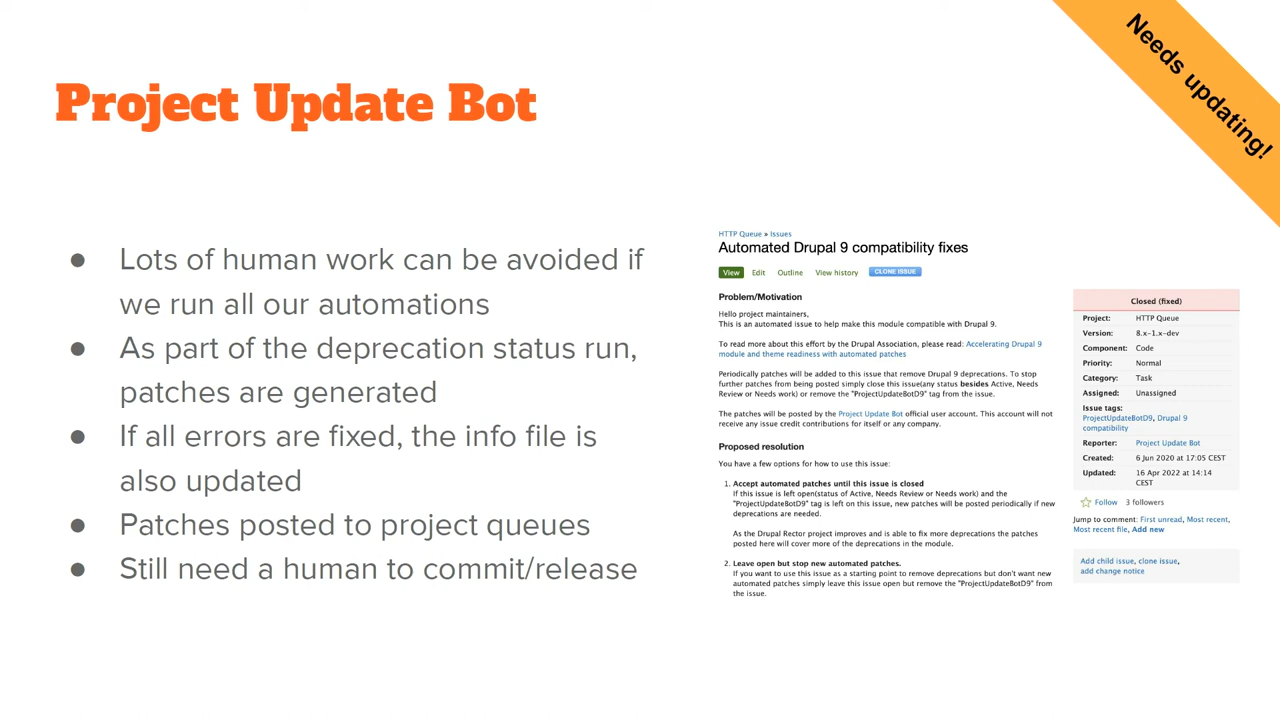 Needs updating!
Project Update Bot
● Lots of human work can be avoided if
we run all our automations
● As part of the deprecation status run,
patches are generated
● If all errors are fixed, the info file is
also updated
● Patches posted to project queues
● Still need a human to commit/release
HTTP Queue » Issues
Automated Drupal 9 compatibility fixes
View Edit Outline View history CLONE ISSUE
Problem/Motivation
Hello project maintainers,
This is an automated issue to help make this module compatible with Drupal 9.
To read more about this effort by the Drupal Association, please read: Accelerating Drupal 9
module and theme readiness with automated patches
Periodically patches will be added to this issue that remove Drupal 9 deprecations. To stop
further patches from being posted simply close this issue(any status besides Active, Needs
Review or Needs work) or remove the "ProjectUpdateBotD9" tag from the issue.
The patches will be posted by the Project Update Bot official user account. This account will not
receive any issue credit contributions for itself or any company.
Proposed resolution
You have a few options for how to use this issue:
1. Accept automated patches until this issue is closed
If this issue is left open(status of Active, Needs Review or Needs work) and the
"ProjectUpdateBotD9" tag is left on this issue, new patches will be posted periodically if new
deprecations are needed.
As the Drupal Rector project improves and is able to fix more deprecations the patches
posted here will cover more of the deprecations in the module.
2. Leave open but stop new automated patches.
If you want to use this issue as a starting point to remove deprecations but don't want new
automated patches simply leave this issue open but remove the "ProjectUpdateBotD9" tag from
the issue.
Closed (fixed)
Project: HTTP Queue
Version: 8.x-1.x-dev
Component: Code
Priority: Normal
Category: Task
Assigned: Unassigned
Issue tags:
ProjectUpdateBotD9, Drupal 9
compatibility
Reporter: Project Update Bot
Created: 6 Jun 2020 at 17:05 CEST
Updated: 16 Apr 2022 at 14:14
CEST
Follow 3 followers
Jump to comment: First unread, Most recent,
Most recent file, Add new
Add child issue, clone issue,
add change notice